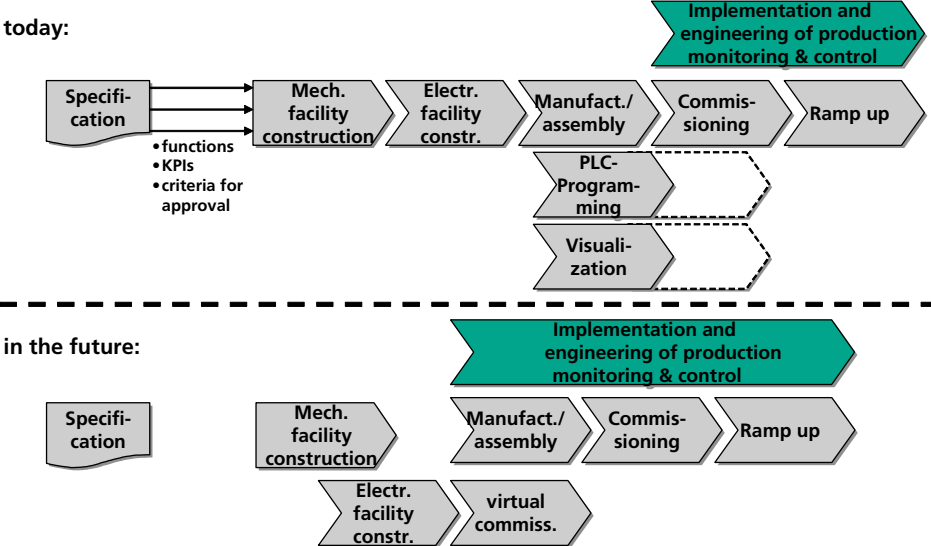 today:
Implementation and
engineering of production
monitoring & control
Specifi-
cation
Mech.
facility
construction
Electr.
facility
constr.
Manufact./
assembly
Commis-
sioning
Ramp up
•functions
•KPIs
•criteria for
approval
PLC-
Program-
ming
Visuali-
zation
in the future:
Implementation and
engineering of production
monitoring & control
Specifi-
cation
Mech.
facility
construction
Manufact./
assembly
Commis-
sioning
Ramp up
Electr.
facility
constr.
virtual
commiss.